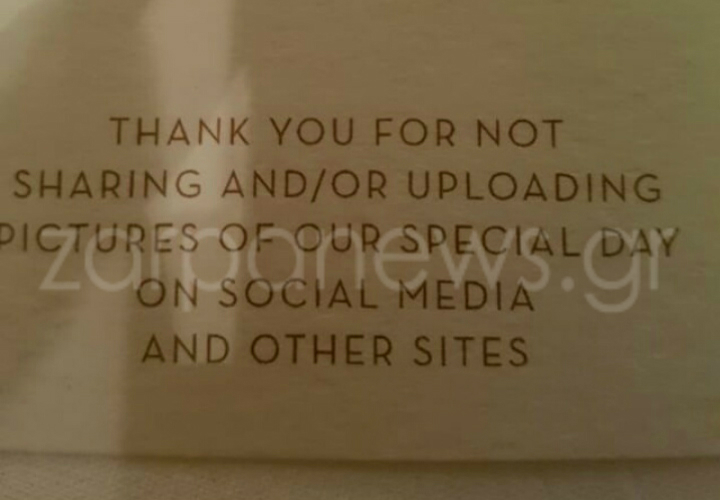 THANK YOU FOR NOT
SHARING AND/OR UPLOADING
PICTURES OF OUR SPECIAL DAY
zarpanews.gr
ON SOCIAL MEDIA
AND OTHER SITES